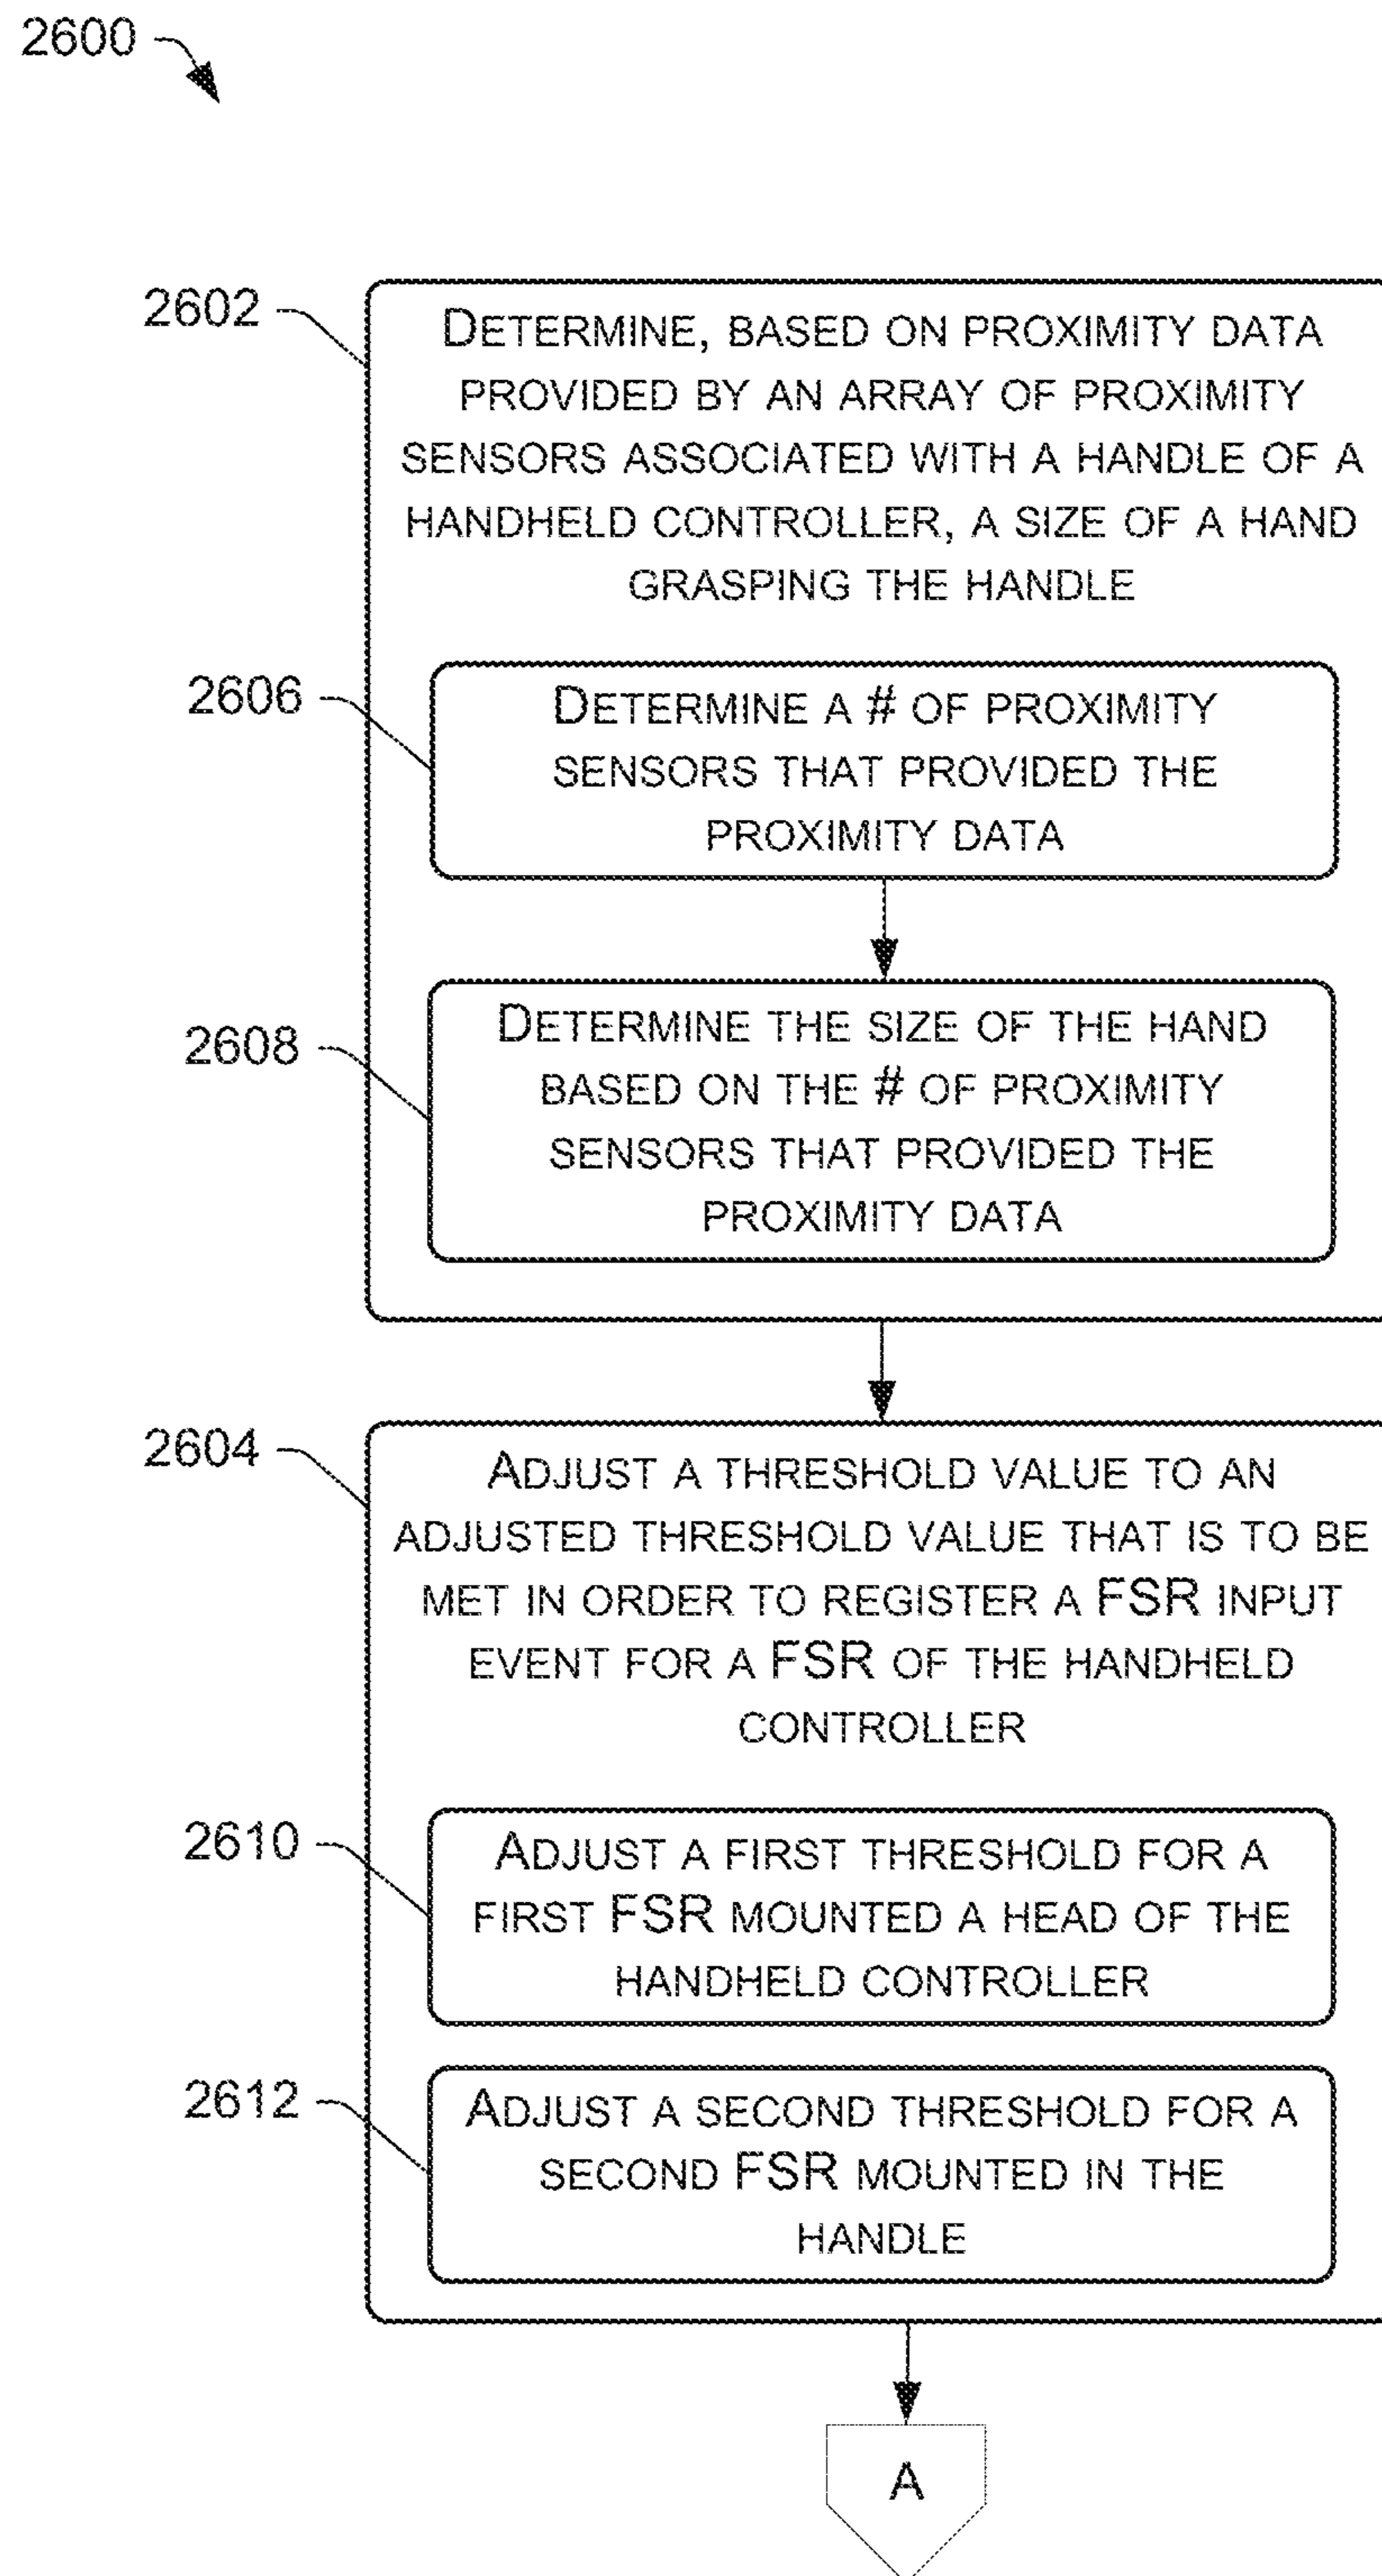 2600
2602
DETERMINE, BASED ON PROXIMITY DATA
PROVIDED BY AN ARRAY OF PROXIMITY
SENSORS ASSOCIATED WITH A HANDLE OF A
HANDHELD CONTROLLER, A SIZE OF A HAND
GRASPING THE HANDLE
2606
DETERMINE A # OF PROXIMITY
SENSORS THAT PROVIDED THE
PROXIMITY DATA
2608
DETERMINE THE SIZE OF THE HAND
BASED ON THE # OF PROXIMITY
SENSORS THAT PROVIDED THE
PROXIMITY DATA
2604
ADJUST A THRESHOLD VALUE TO AN
ADJUSTED THRESHOLD VALUE THAT IS TO BE
MET IN ORDER TO REGISTER A FSR INPUT
EVENT FOR A FSR OF THE HANDHELD
CONTROLLER
2610
ADJUST A FIRST THRESHOLD FOR A
FIRST FSR MOUNTED A HEAD OF THE
HANDHELD CONTROLLER
2612
ADJUST A SECOND THRESHOLD FOR A
SECOND FSR MOUNTED IN THE
HANDLE
A